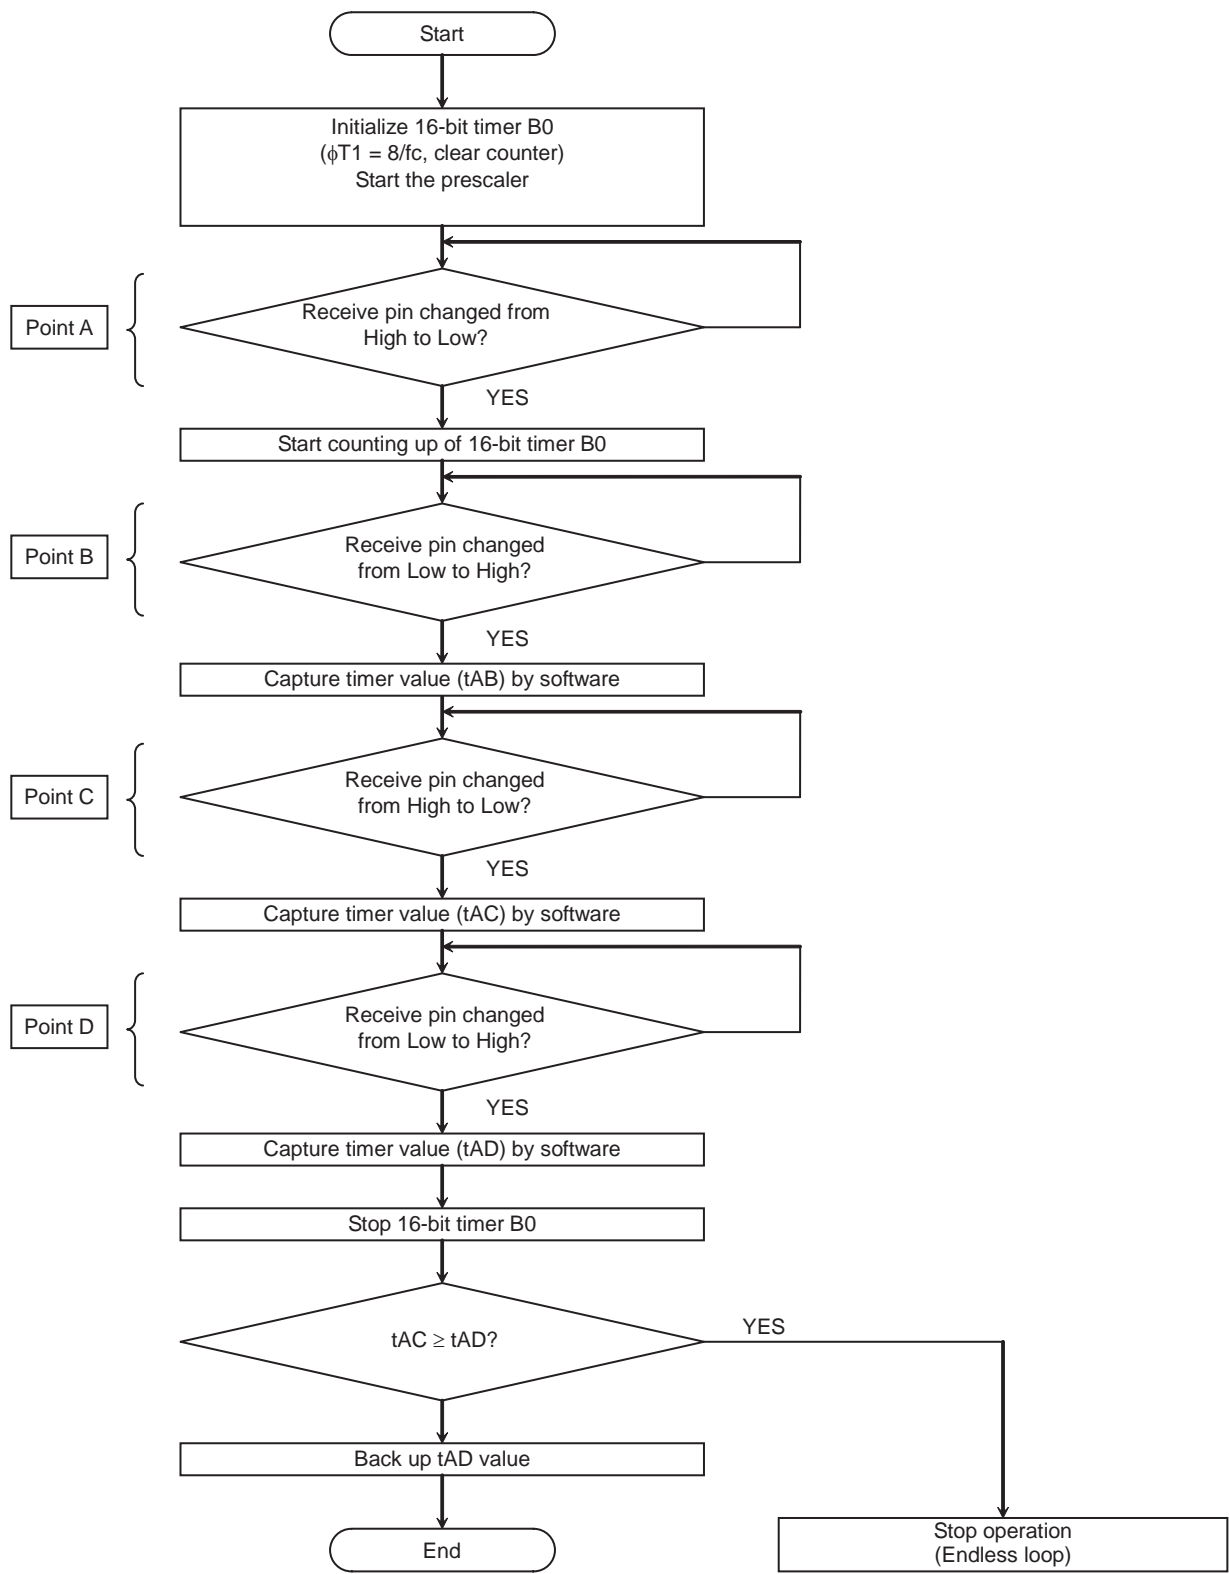 Start
Initialize 16-bit timer B0
(ϕT1 = 8/fc, clear counter)
Start the prescaler
Point A
Receive pin changed from
High to Low?
YES
Start counting up of 16-bit timer B0
Point B
Receive pin changed
from Low to High?
YES
Capture timer value (tAB) by software
Point C
Receive pin changed
from High to Low?
YES
Capture timer value (tAC) by software
Point D
Receive pin changed
from Low to High?
YES
Capture timer value (tAD) by software
Stop 16-bit timer B0
tAC ≥ tAD?
YES
Back up tAD value
End
Stop operation
(Endless loop)